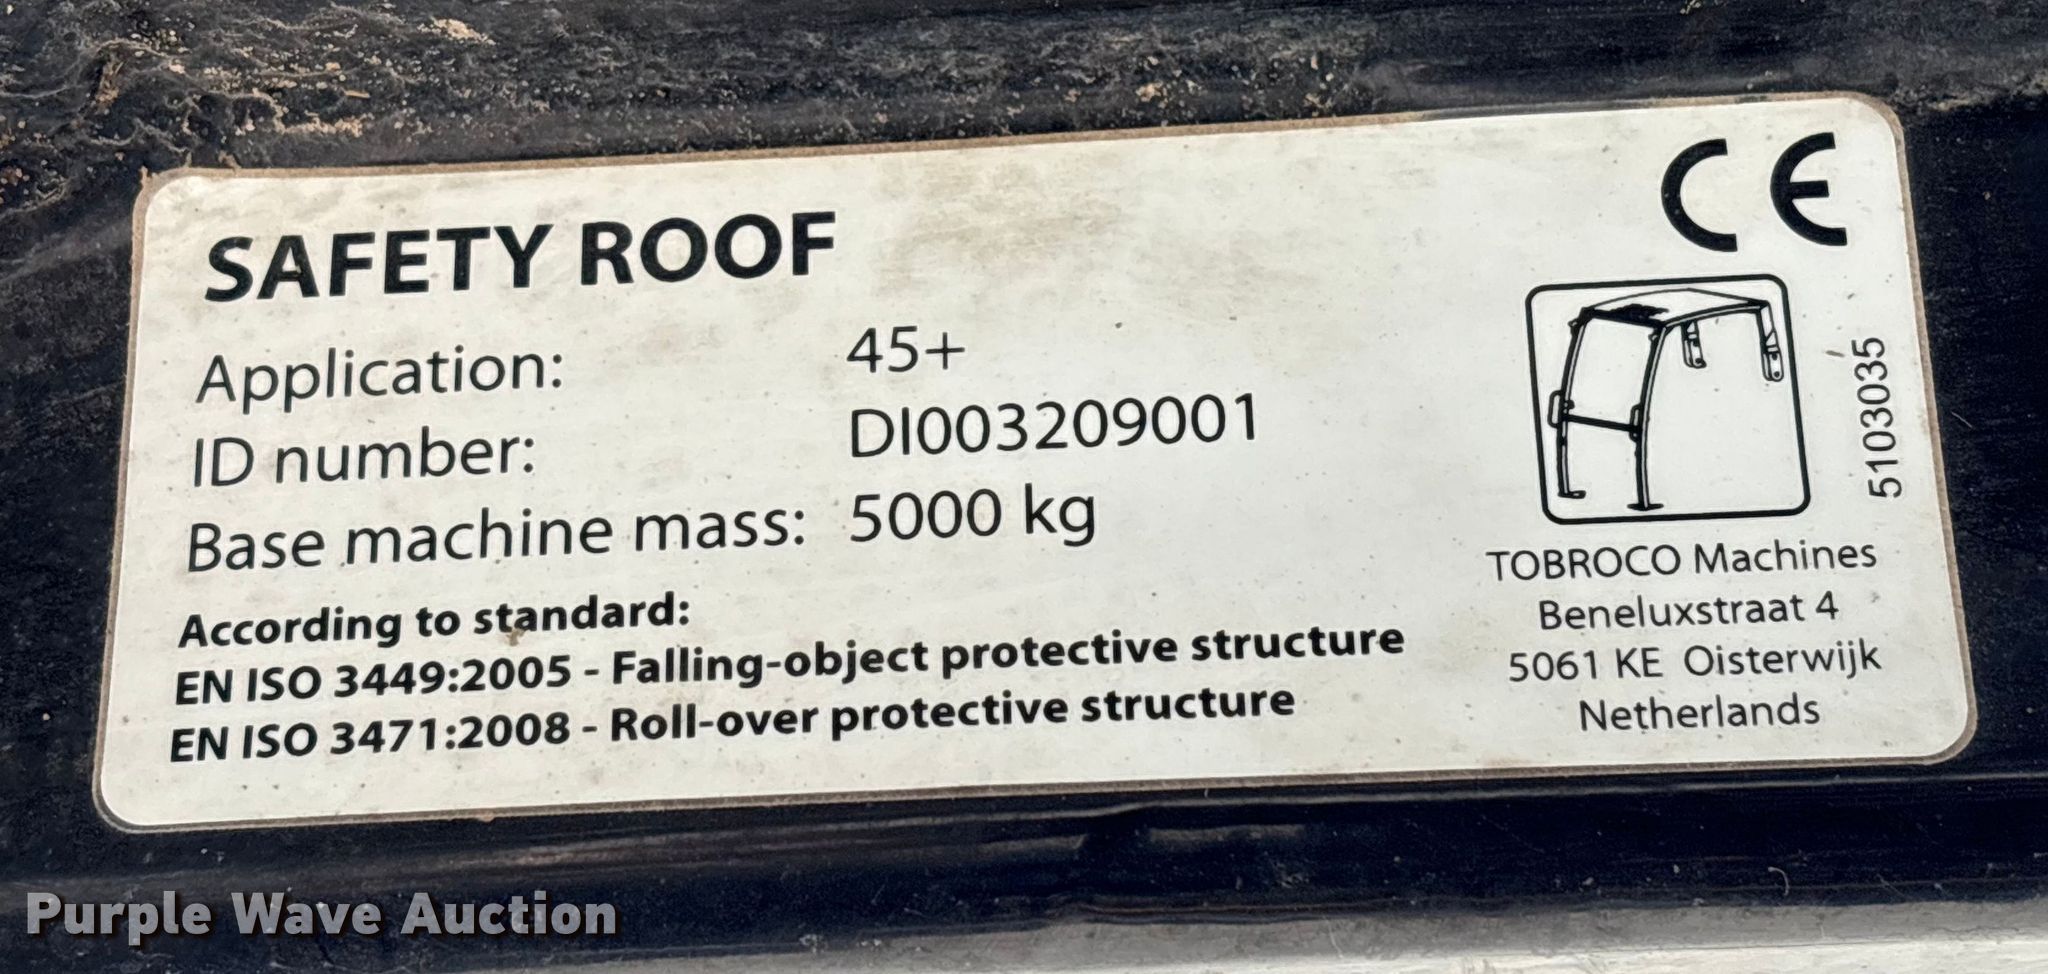 SAFETY ROOF
CE
Application: 45+
ID number: DI003209001
Base machine mass: 5000 kg
According to standard:
EN ISO 3449:2005 - Falling-object protective structure
EN ISO 3471:2008 - Roll-over protective structure
5103035
TOBROCO Machines
Beneluxstraat 4
5061 KE Oisterwijk
Netherlands
Purple Wave Auction